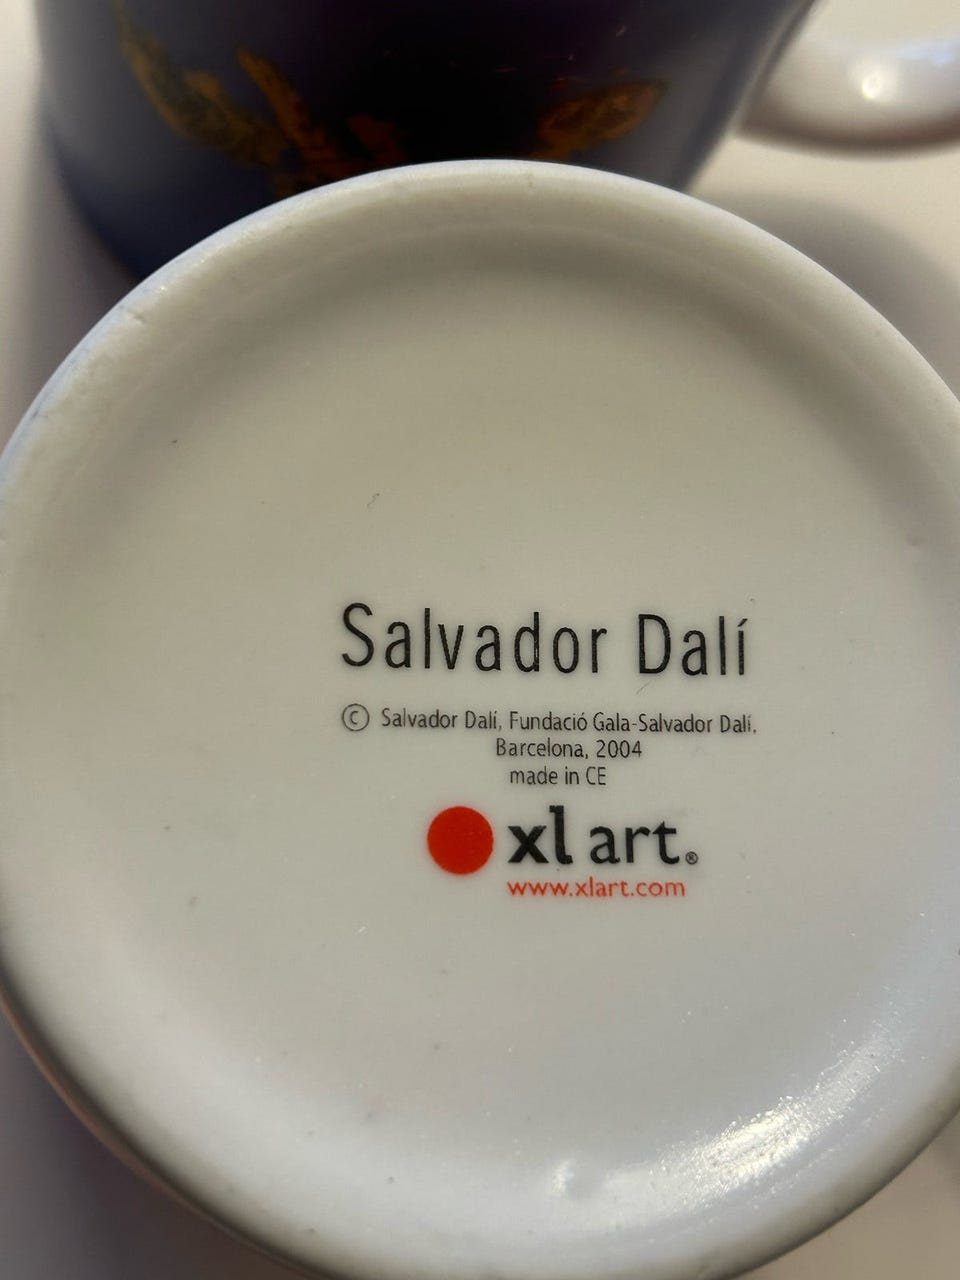 Salvador Dalí
© Salvador Dalí, Fundació Gala-Salvador Dalí,
Barcelona, 2004
made in CE
xl art.®
www.xlart.com